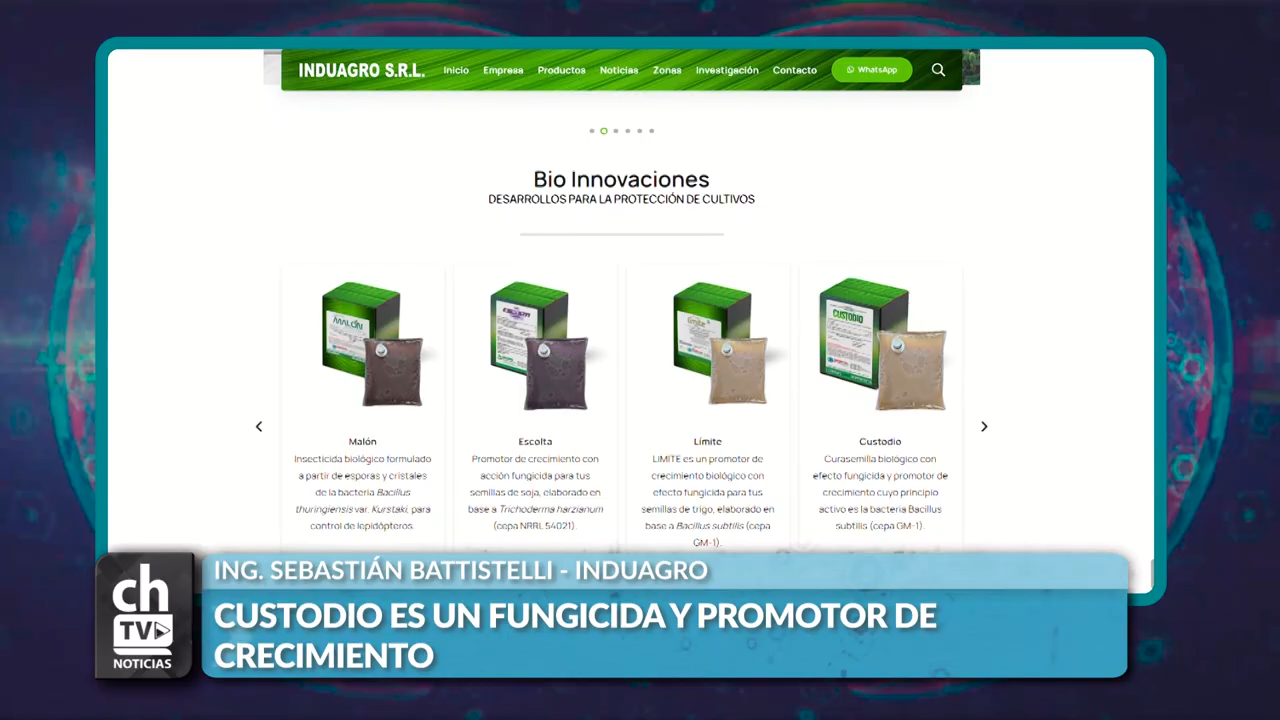 INDUAGRO S.R.L. Inicio Empresa Productos Noticias Zonas Investigación Contacto WhatsApp
Bio Innovaciones
DESARROLLOS PARA LA PROTECCIÓN DE CULTIVOS
MALÓN
ESCOLTA
límite
CUSTODIO
Malón
Insecticida biológico formulado
a partir de esporas y cristales
de la bacteria Bacillus
thuringiensis var. Kurstaki, para
control de lepidópteros.
Escolta
Promotor de crecimiento con
acción fungicida para tus
semillas de soja, elaborado en
base a Trichoderma harzianum
(cepa NRRL 54021).
Límite
LIMITE es un promotor de
crecimiento biológico con
efecto fungicida para tus
semillas de trigo, elaborado en
base a Bacillus subtilis (cepa
GM-1).
Custodio
Curasemilla biológico con
efecto fungicida y promotor de
crecimiento cuyo principio
activo es la bacteria Bacillus
subtilis (cepa GM-1).
ch
TV
NOTICIAS
ING. SEBASTIÁN BATTISTELLI - INDUAGRO
CUSTODIO ES UN FUNGICIDA Y PROMOTOR DE
CRECIMIENTO